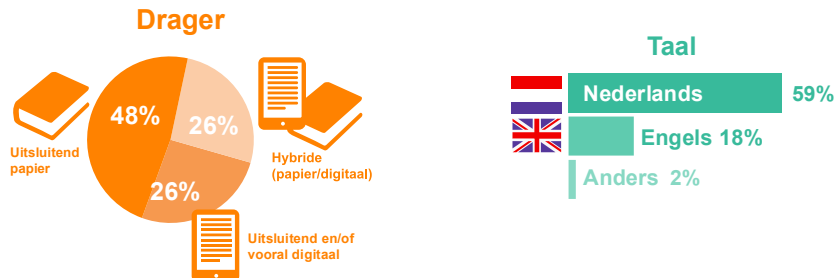 Drager
48%
26%
26%
Uitsluitend
papier
Hybride
(papier/digitaal)
Uitsluitend en/of
vooral digitaal
Taal
Nederlands 59%
Engels 18%
Anders 2%